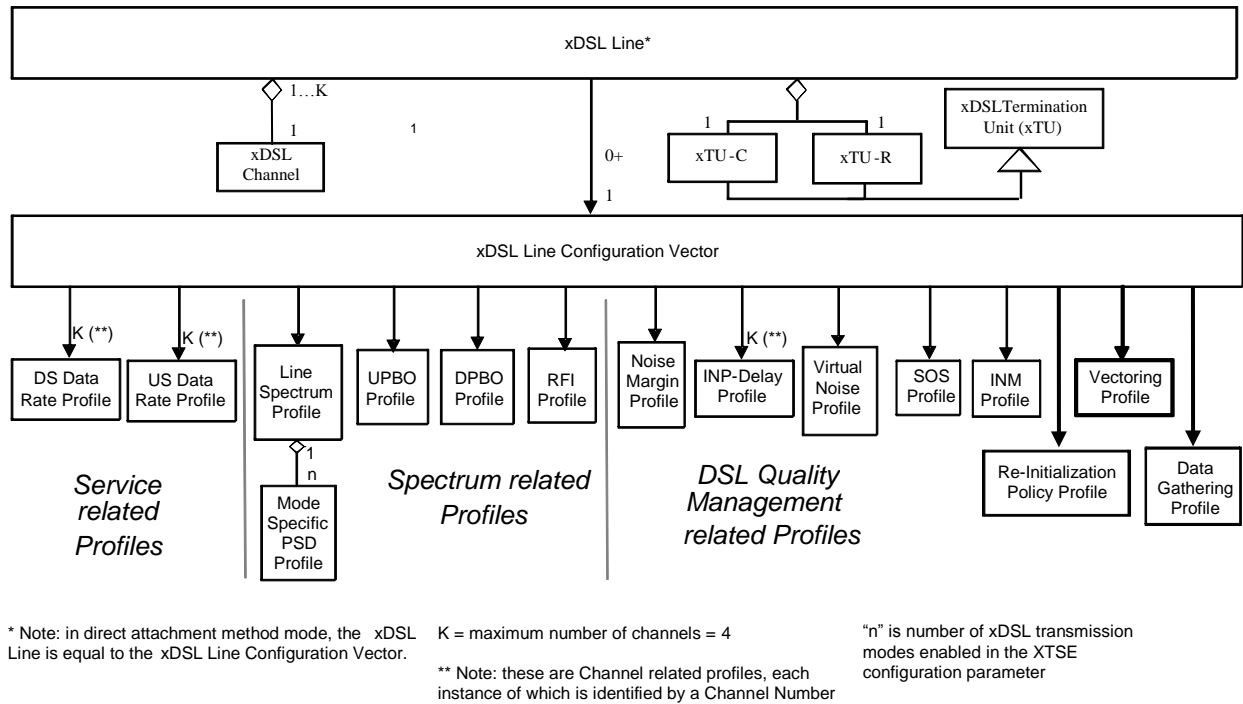 xDSL Line*
1…K
1
1
xDSL
Channel
0+
1
1
1
xTU-C
xTU-R
xDSLTermination
Unit (xTU)
xDSL Line Configuration Vector
K (**)
K (**)
K (**)
DS Data
Rate Profile
US Data
Rate Profile
Line
Spectrum
Profile
UPBO
Profile
DPBO
Profile
RFI
Profile
Noise
Margin
Profile
INP-Delay
Profile
Virtual
Noise
Profile
SOS
Profile
INM
Profile
Vectoring
Profile
1
n
Mode
Specific
PSD
Profile
Re-Initialization
Policy Profile
Data
Gathering
Profile
Service
related
Profiles
Spectrum related
Profiles
DSL Quality
Management
related Profiles
* Note: in direct attachment method mode, the xDSL
Line is equal to the xDSL Line Configuration Vector.
K = maximum number of channels = 4
** Note: these are Channel related profiles, each
instance of which is identified by a Channel Number
“n” is number of xDSL transmission
modes enabled in the XTSE
configuration parameter